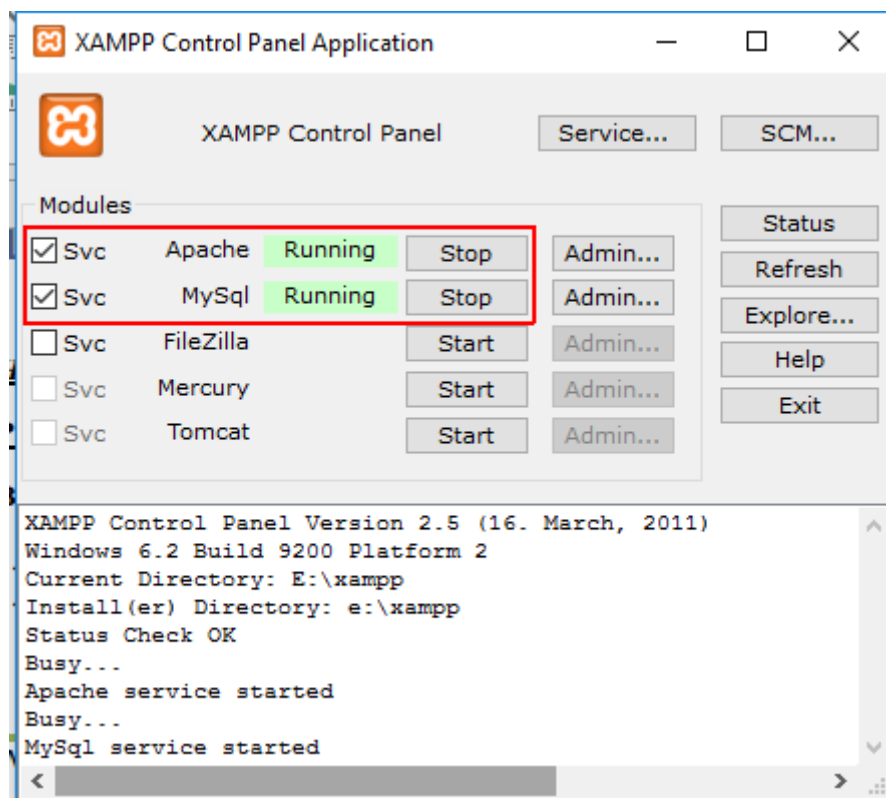 XAMPP Control Panel Application
XAMPP Control Panel Service... SCM...
Modules
Svc Apache Running Stop Admin...
Svc MySql Running Stop Admin...
Svc FileZilla Start Admin...
Svc Mercury Start Admin...
Svc Tomcat Start Admin...
Status
Refresh
Explore...
Help
Exit
XAMPP Control Panel Version 2.5 (16. March, 2011)
Windows 6.2 Build 9200 Platform 2
Current Directory: E:\xampp
Install(er) Directory: e:\xampp
Status Check OK
Busy...
Apache service started
Busy...
MySql service started